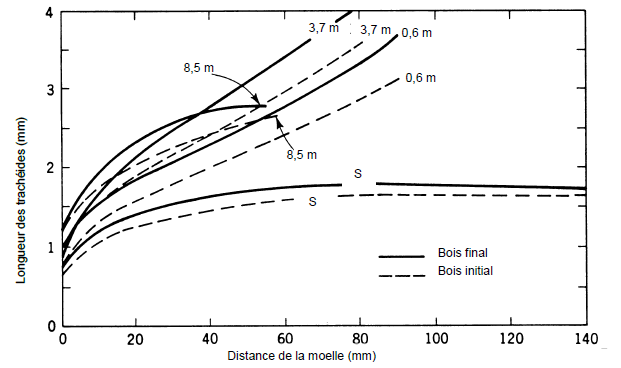 4
3,7 m
3,7 m
0,6 m
8,5 m
0,6 m
3
8,5 m
2
S
S
1
Bois final
Bois initial
0
0 20 40 60 80 100 120 140
Longueur des trachéides (mm)
Distance de la moelle (mm)